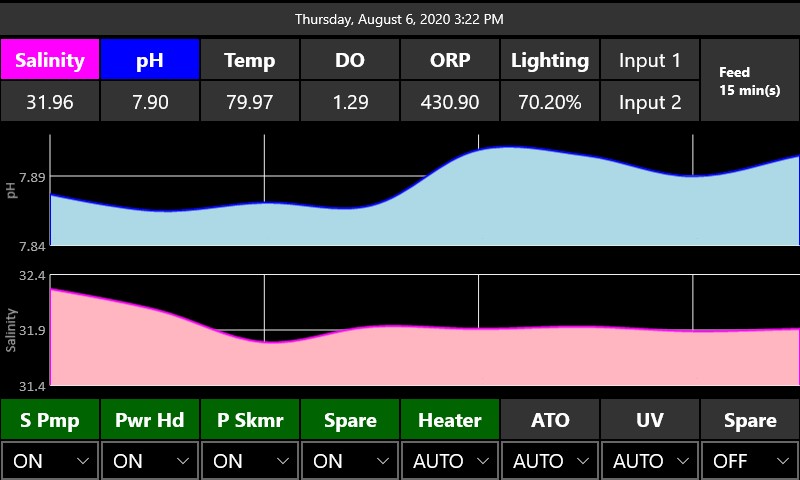 Thursday, August 6, 2020 3:22 PM
Salinity pH Temp DO ORP Lighting Input 1
Feed
15 min(s)
31.96 7.90 79.97 1.29 430.90 70.20% Input 2
7.89
pH
7.84
32.4
31.9
Salinity
31.4
S Pmp Pwr Hd P Skmr Spare Heater ATO UV Spare
ON ON ON ON AUTO AUTO AUTO OFF